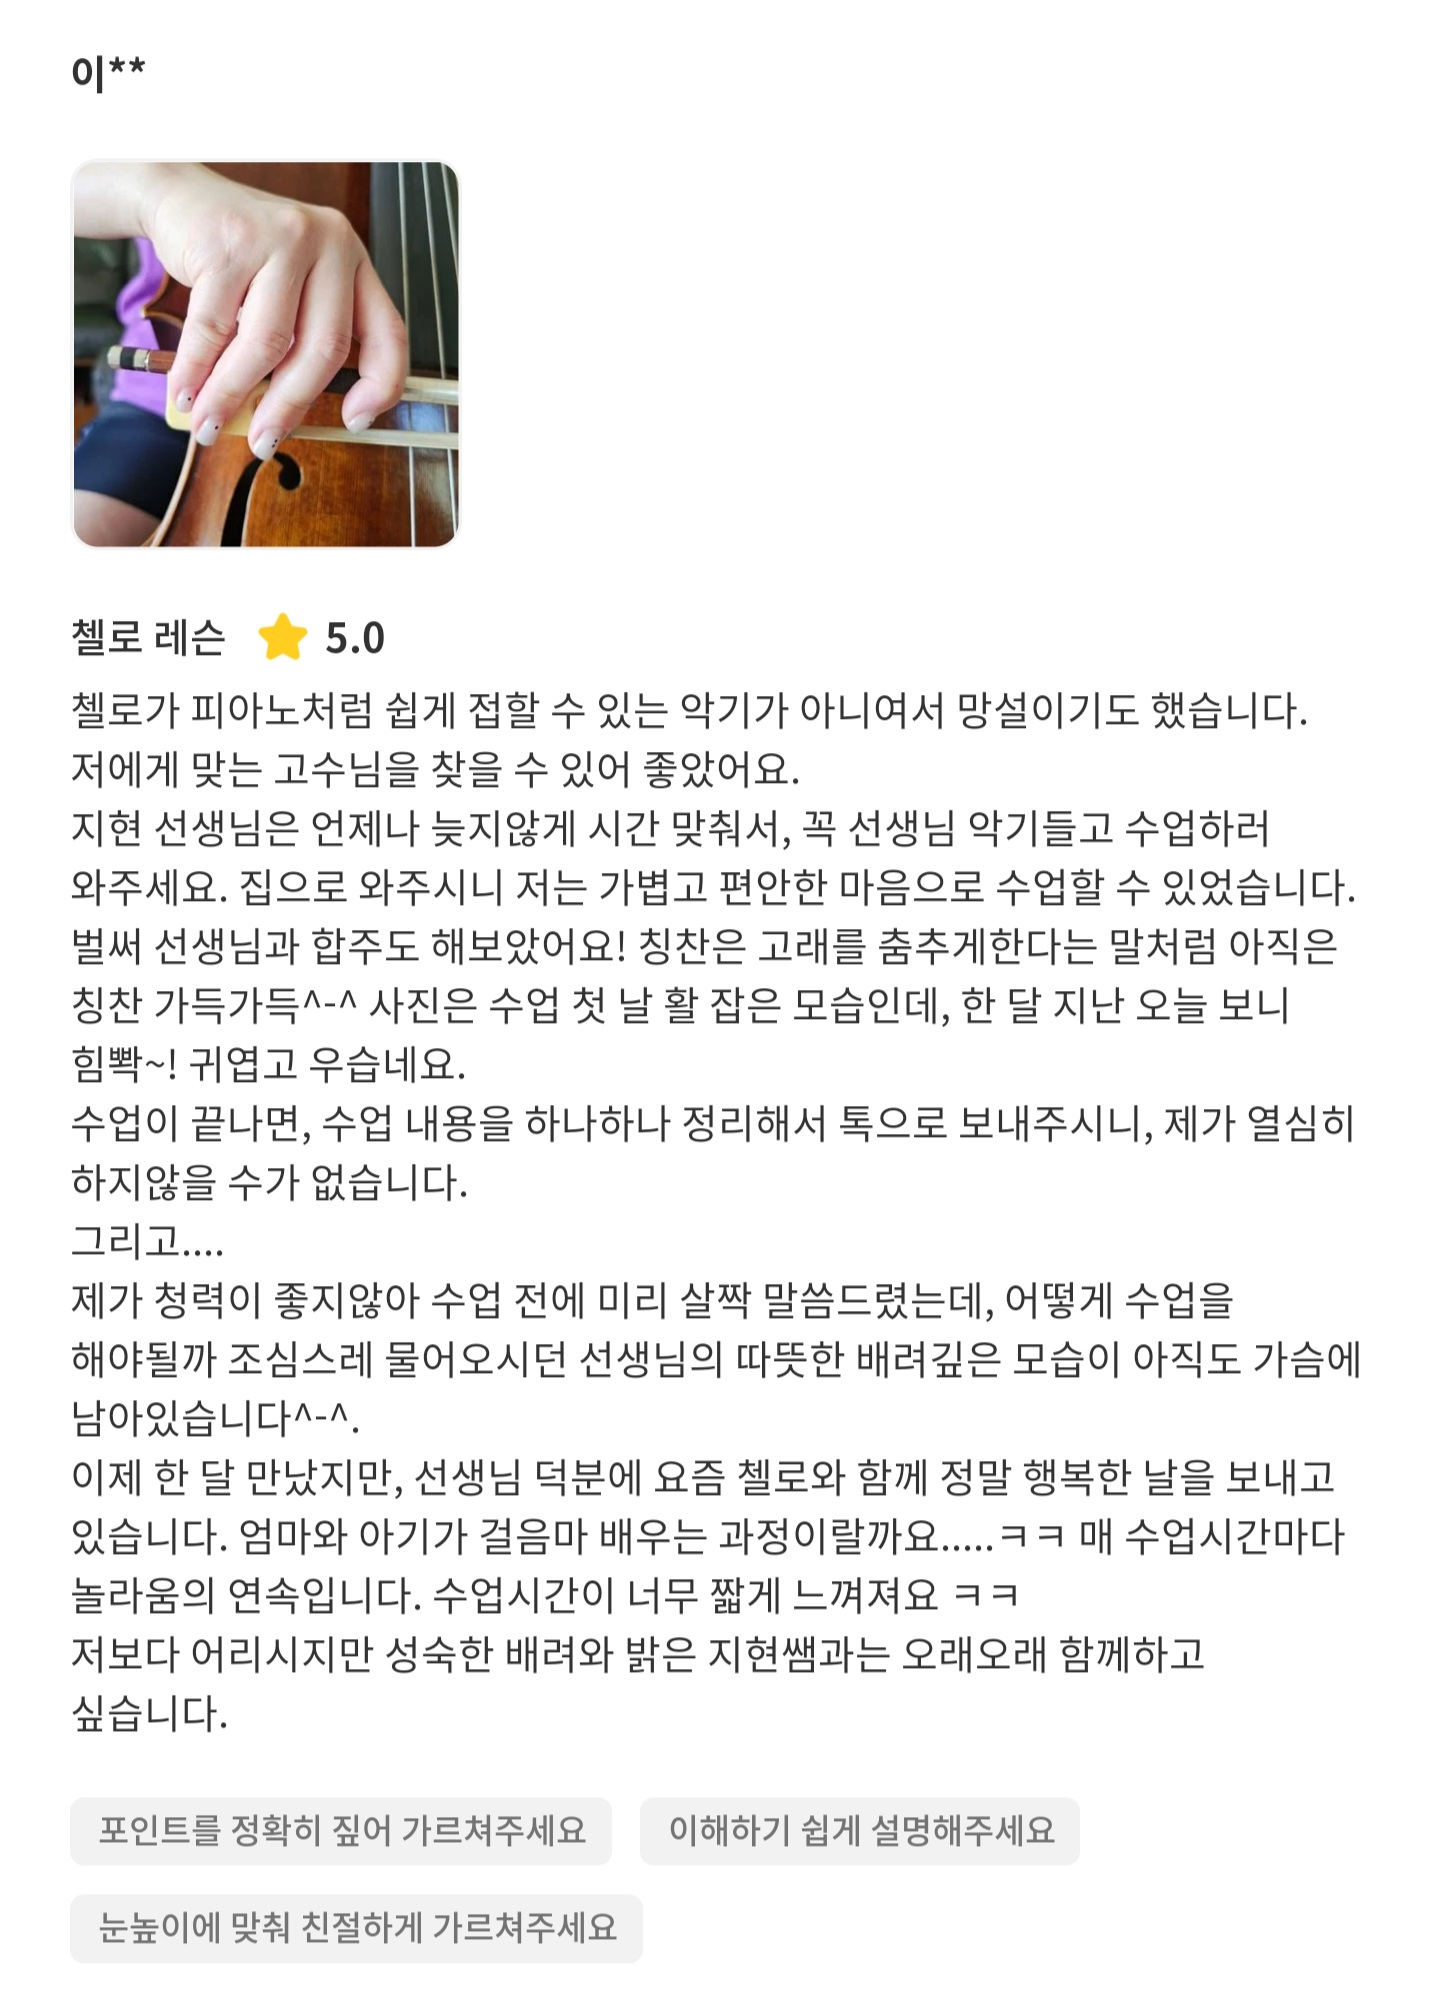 이**
첼로 레슨 5.0
첼로가 피아노처럼 쉽게 접할 수 있는 악기가 아니여서 망설이기도 했습니다.
저에게 맞는 고수님을 찾을 수 있어 좋았어요.
지현 선생님은 언제나 늦지않게 시간 맞춰서, 꼭 선생님 악기들고 수업하러
와주세요. 집으로 와주시니 저는 가볍고 편안한 마음으로 수업할 수 있었습니다.
벌써 선생님과 합주도 해보았어요! 칭찬은 고래를 춤추게한다는 말처럼 아직은
칭찬 가득가득^-^ 사진은 수업 첫 날 활 잡은 모습인데, 한 달 지난 오늘 보니
힘빡~! 귀엽고 우습네요.
수업이 끝나면, 수업 내용을 하나하나 정리해서 톡으로 보내주시니, 제가 열심히
하지않을 수가 없습니다.
그리고....
제가 청력이 좋지않아 수업 전에 미리 살짝 말씀드렸는데, 어떻게 수업을
해야될까 조심스레 물어오시던 선생님의 따뜻한 배려깊은 모습이 아직도 가슴에
남아있습니다^-^.
이제 한 달 만났지만, 선생님 덕분에 요즘 첼로와 함께 정말 행복한 날을 보내고
있습니다. 엄마와 아기가 걸음마 배우는 과정이랄까요.....ㅋㅋ 매 수업시간마다
놀라움의 연속입니다. 수업시간이 너무 짧게 느껴져요 ㅋㅋ
저보다 어리시지만 성숙한 배려와 밝은 지현쌤과는 오래오래 함께하고
싶습니다.
포인트를 정확히 짚어 가르쳐주세요 이해하기 쉽게 설명해주세요
눈높이에 맞춰 친절하게 가르쳐주세요